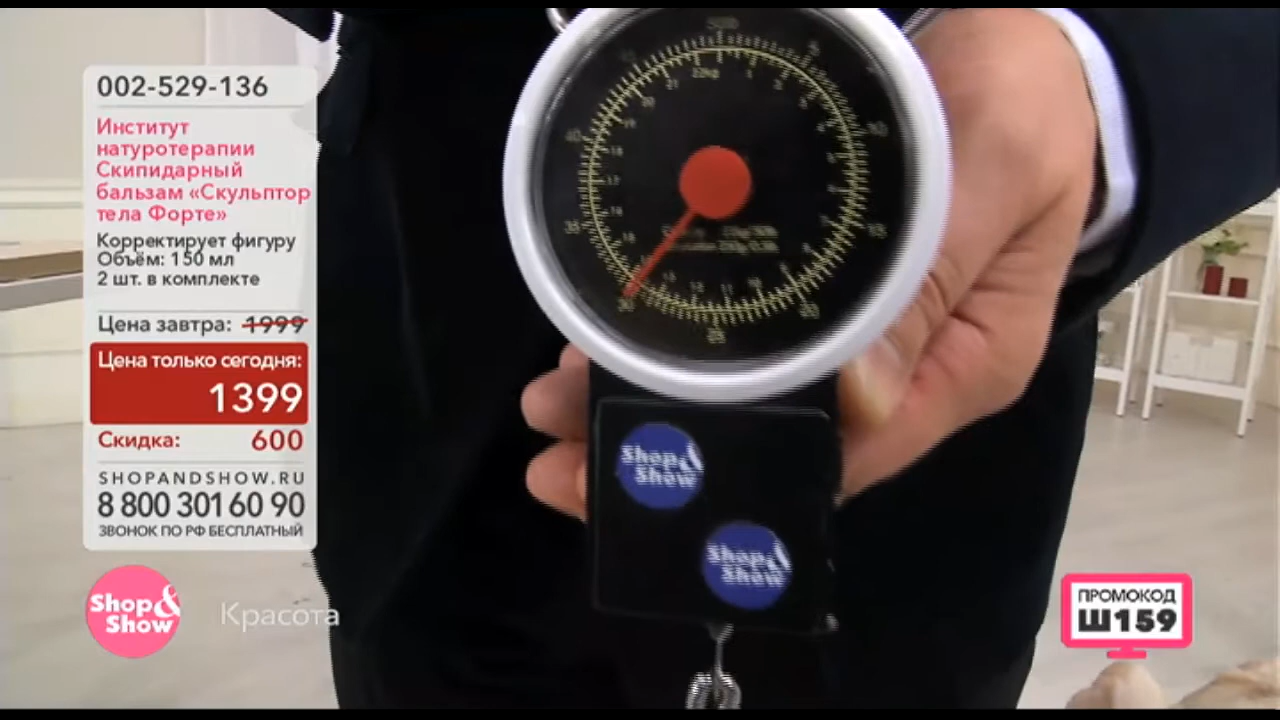 002-529-136
Институт
натуротерапии
Скипидарный
бальзам «Скульптор
тела Форте»
Корректирует фигуру
Объём: 150 мл
2 шт. в комплекте
Цена завтра: 1999
Цена только сегодня:
1399
Скидка: 600
SHOPANDSHOW.RU
8 800 301 60 90
ЗВОНОК ПО РФ БЕСПЛАТНЫЙ
Shop&
Show
Красота
Shop&
Show
Shop&
Show
ПРОМОКОД
Ш159